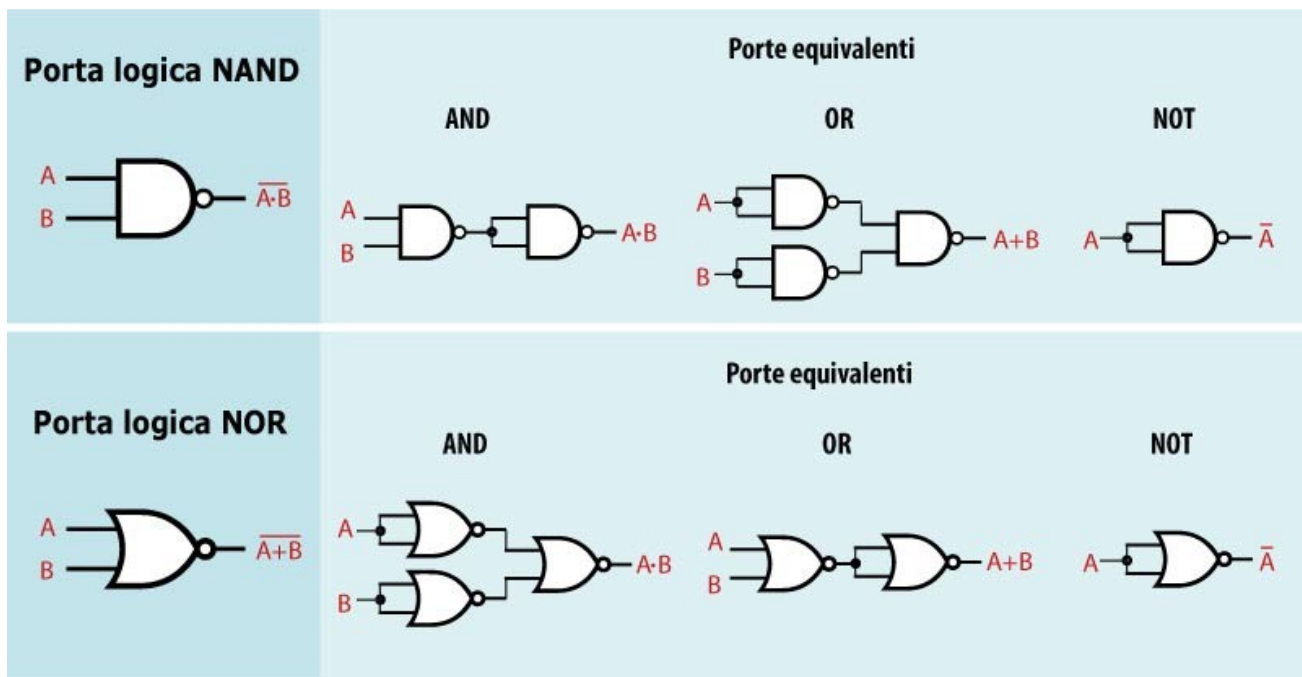 Porta logica NAND
A
B
A̅·̅B̅
Porte equivalenti
AND
A
B
A·B
OR
A
B
A+B
NOT
A
A̅
Porta logica NOR
A
B
A̅+̅B̅
Porte equivalenti
AND
A
B
A·B
OR
A
B
A+B
NOT
A
A̅